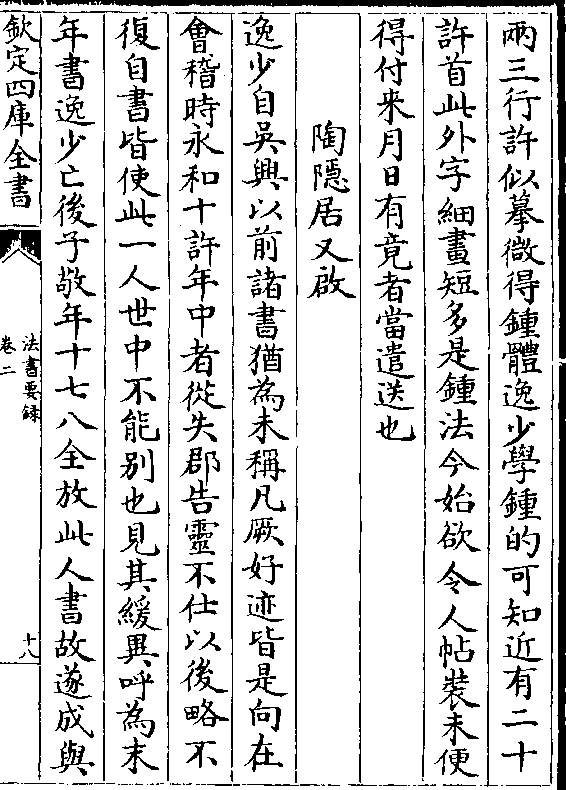 兩三行許似摹微得鍾體逸少學鍾的可知近有二十
許首此外字細畫短多是鍾法今始欲令人帖裝未便
得付来月日有竟者當遣送也
陶隱居又啟
逸少自吳興以前諸書猶為未稱凡厥好迹皆是向在
會稽時永和十許年中者從失郡告靈不仕以後略不
復自書皆使此一人世中不能别也見其緩異呼為末
年書逸少亡後子敬年十七八全放此人書故遂成與
欽定四庫全書
法書要録
卷二
十八